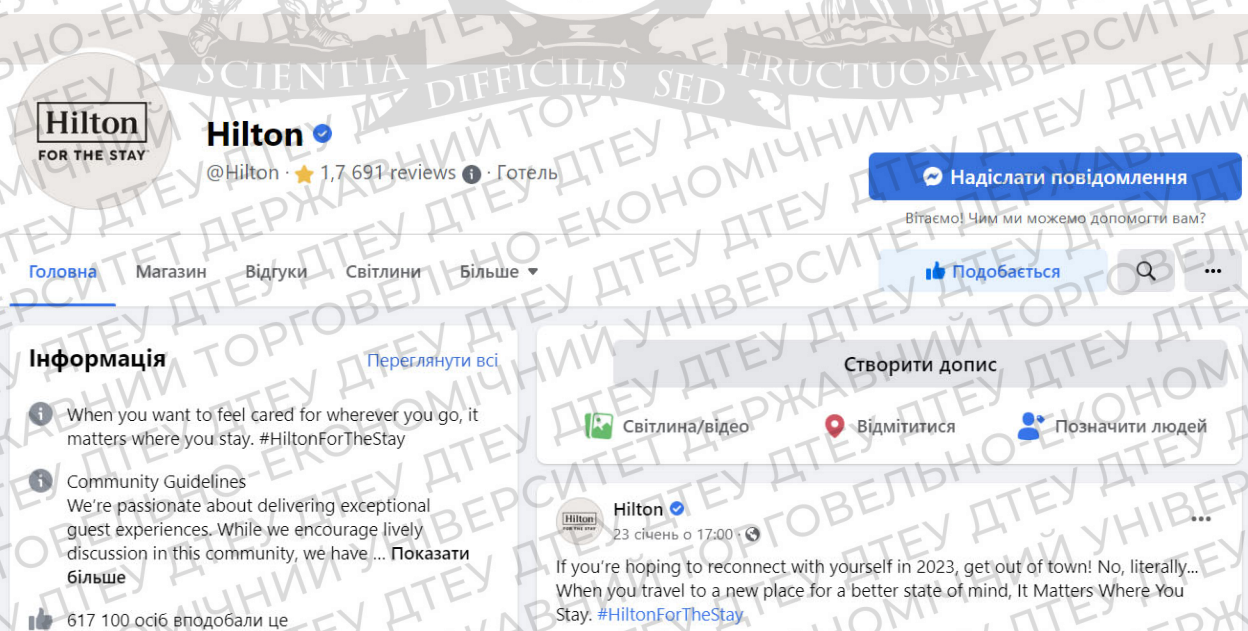 SCIENTIA DIFFICILIS SED FRUCTUOSA
Hilton
FOR THE STAY
Hilton
@Hilton · 1,7 691 reviews · Готель
Надіслати повідомлення
Вітаємо! Чим ми можемо допомогти вам?
Головна Магазин Відгуки Світлини Більше
Подобається
Інформація
Переглянути всі
When you want to feel cared for wherever you go, it
matters where you stay. #HiltonForTheStay
Community Guidelines
We're passionate about delivering exceptional
guest experiences. While we encourage lively
discussion in this community, we have ... Показати
більше
617 100 осіб вподобали це
Створити допис
Світлина/відео Відмітитися Позначити людей
Hilton
FOR THE STAY
Hilton
23 січень о 17:00 ·
If you're hoping to reconnect with yourself in 2023, get out of town! No, literally...
When you travel to a new place for a better state of mind, It Matters Where You
Stay. #HiltonForTheStay